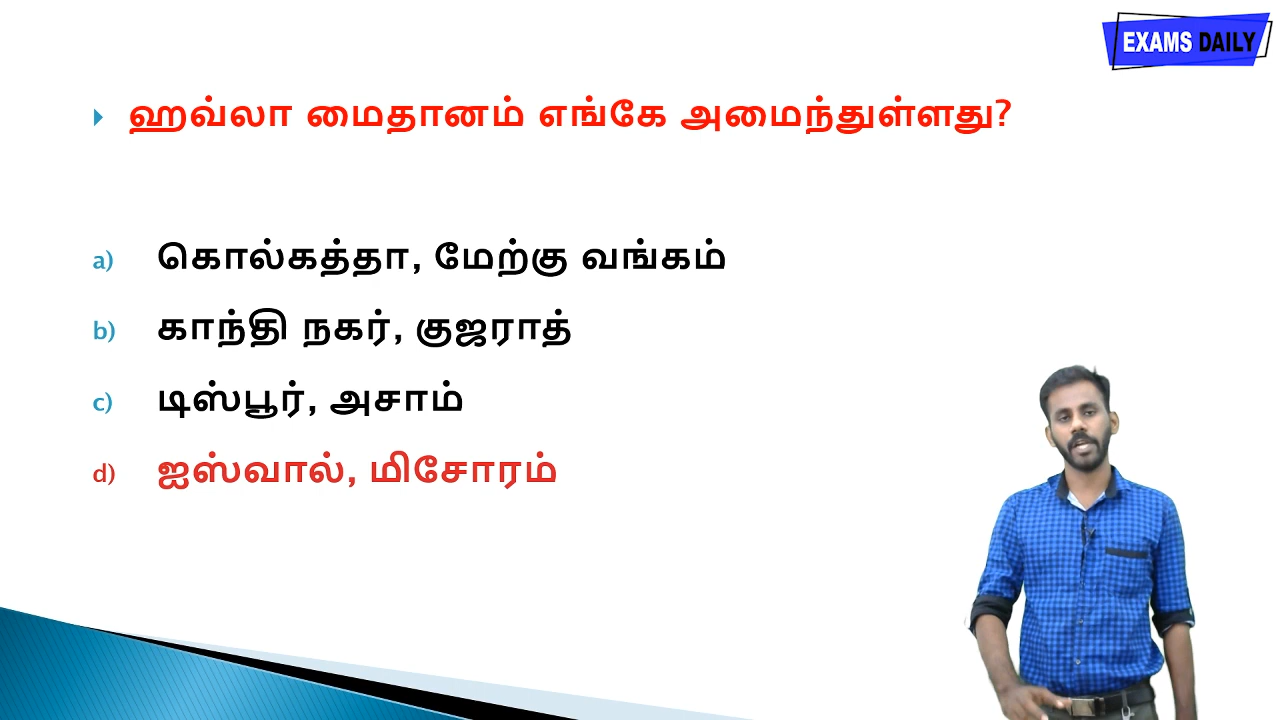 EXAMS DAILY
ஹவ்லா மைதானம் எங்கே அமைந்துள்ளது?
a) கொல்கத்தா, மேற்கு வங்கம்
b) காந்தி நகர், குஜராத்
c) டிஸ்பூர், அசாம்
d) ஐஸ்வால், மிசோரம்